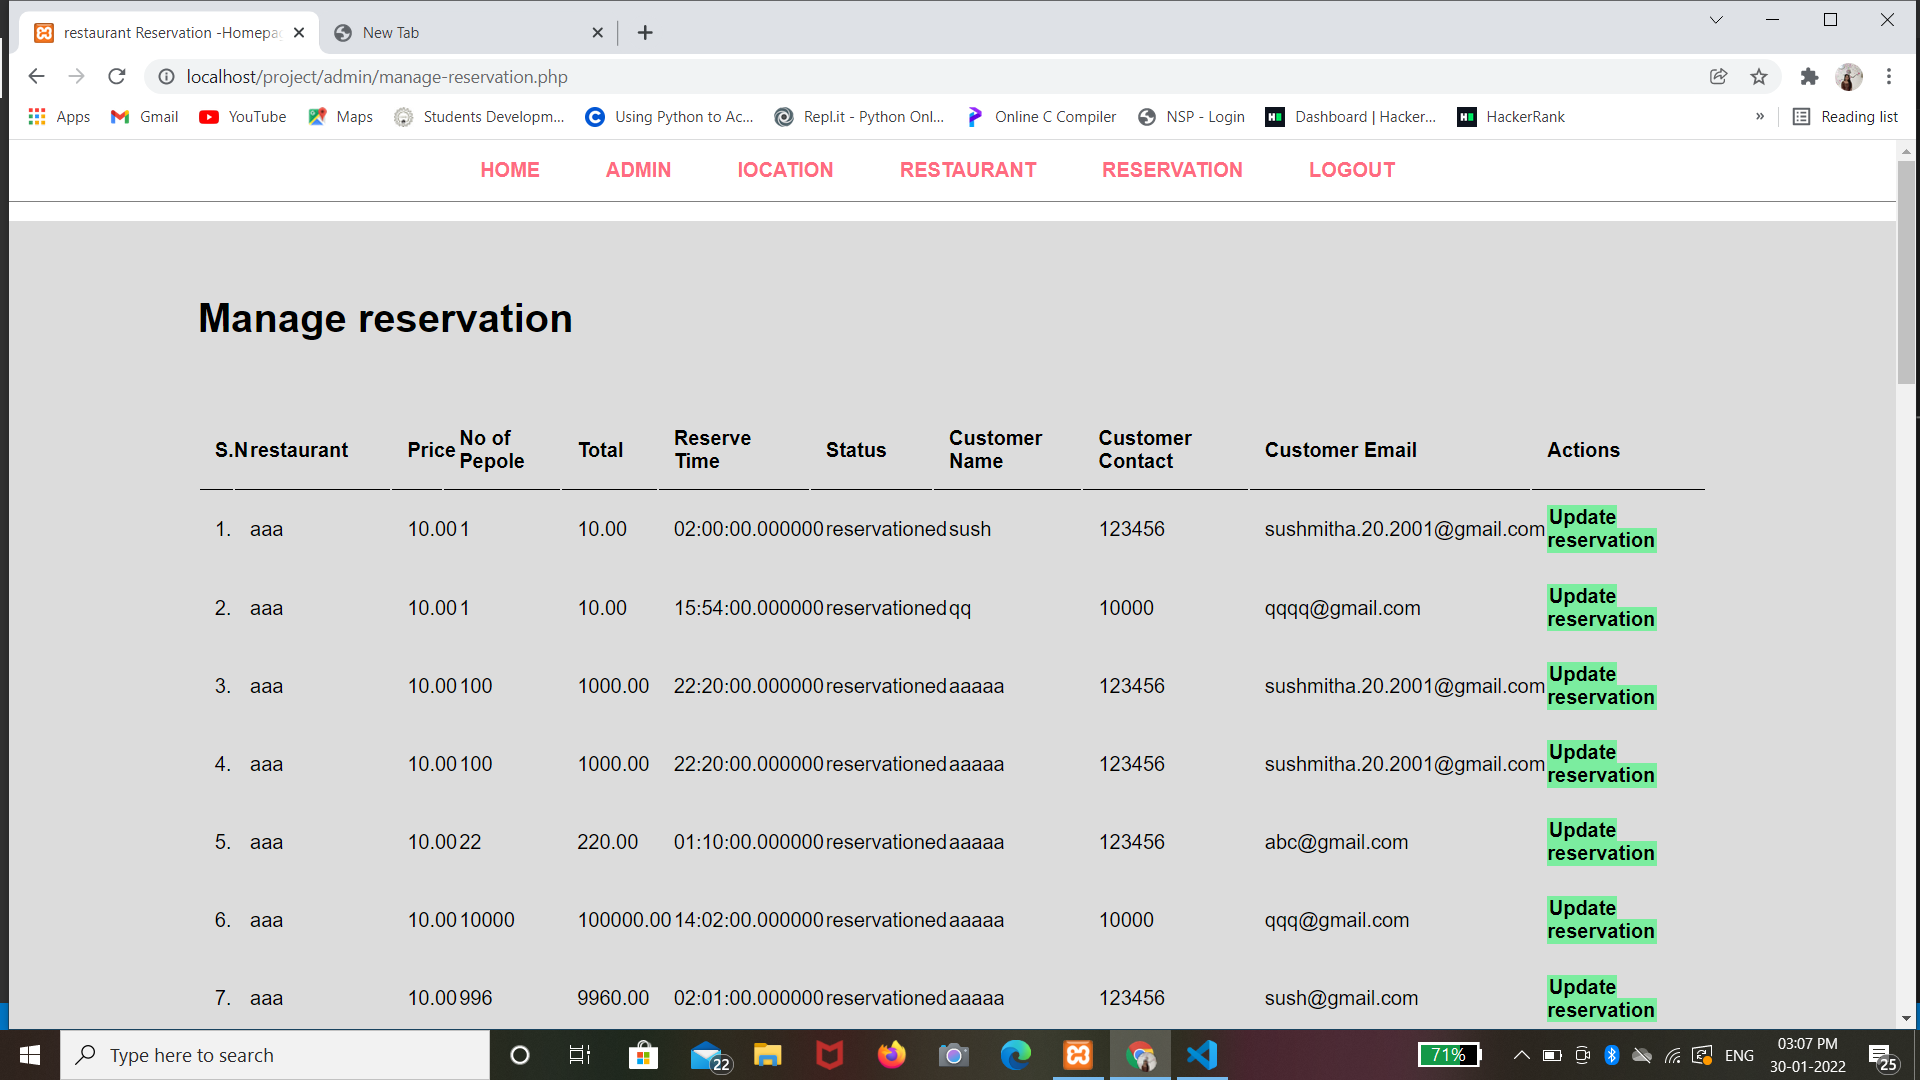 restaurant Reservation -Homepa
New Tab
localhost/project/admin/manage-reservation.php
Apps Gmail YouTube Maps Students Developm... Using Python to Ac... Repl.it - Python Onl... Online C Compiler NSP - Login Dashboard | Hacker... HackerRank » Reading list
HOME ADMIN lOCATION RESTAURANT RESERVATION LOGOUT
Manage reservation
S.N restaurant Price No of Pepole Total Reserve Time Status Customer Name Customer Contact Customer Email Actions
1. aaa 10.00 1 10.00 02:00:00.000000 reservationed sush 123456 sushmitha.20.2001@gmail.com Update reservation
2. aaa 10.00 1 10.00 15:54:00.000000 reservationed qq 10000 qqqq@gmail.com Update reservation
3. aaa 10.00 100 1000.00 22:20:00.000000 reservationed aaaaa 123456 sushmitha.20.2001@gmail.com Update reservation
4. aaa 10.00 100 1000.00 22:20:00.000000 reservationed aaaaa 123456 sushmitha.20.2001@gmail.com Update reservation
5. aaa 10.00 22 220.00 01:10:00.000000 reservationed aaaaa 123456 abc@gmail.com Update reservation
6. aaa 10.00 10000 100000.00 14:02:00.000000 reservationed aaaaa 10000 qqq@gmail.com Update reservation
7. aaa 10.00 996 9960.00 02:01:00.000000 reservationed aaaaa 123456 sush@gmail.com Update reservation
Type here to search
22
71%
ENG
03:07 PM
30-01-2022
25